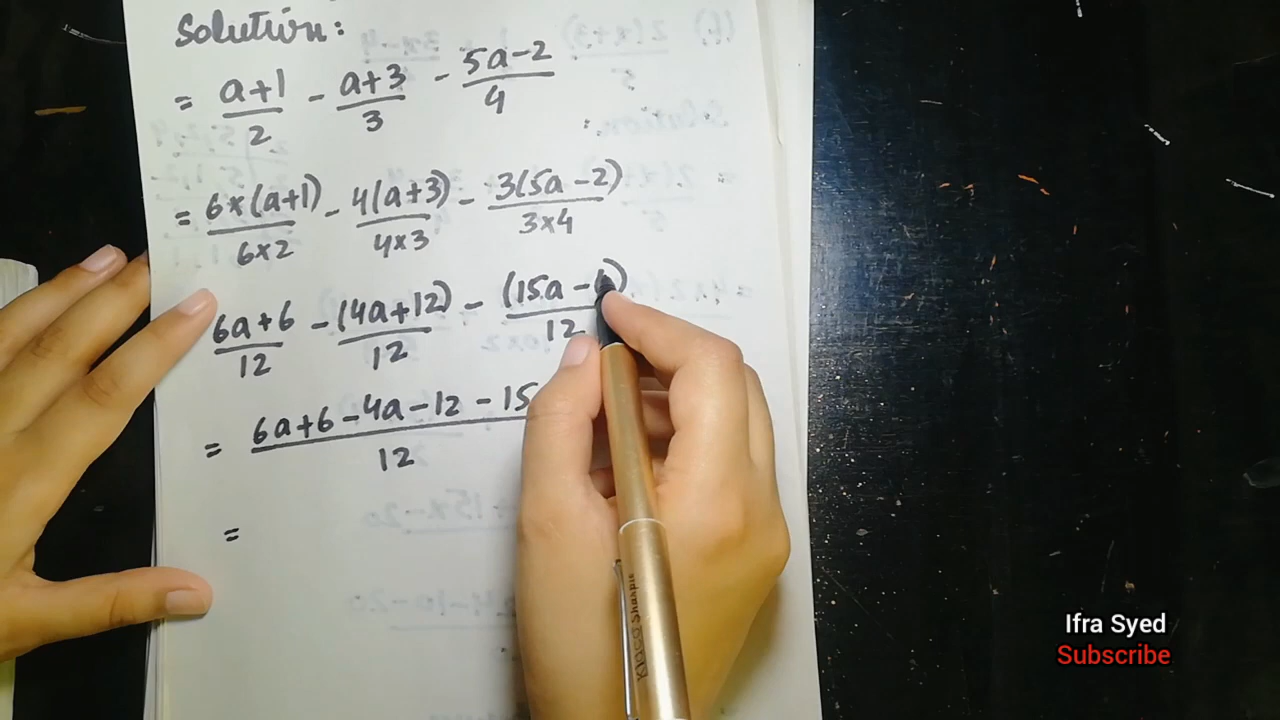 Solution:
= a+1/2 - a+3/3 - 5a-2/4
= 6×(a+1)/6×2 - 4(a+3)/4×3 - 3(5a-2)/3×4
6a+6/12 - (4a+12)/12 - (15a-
)/12
= 6a+6-4a-12-15
/12
=
Ifra Syed
Subscribe